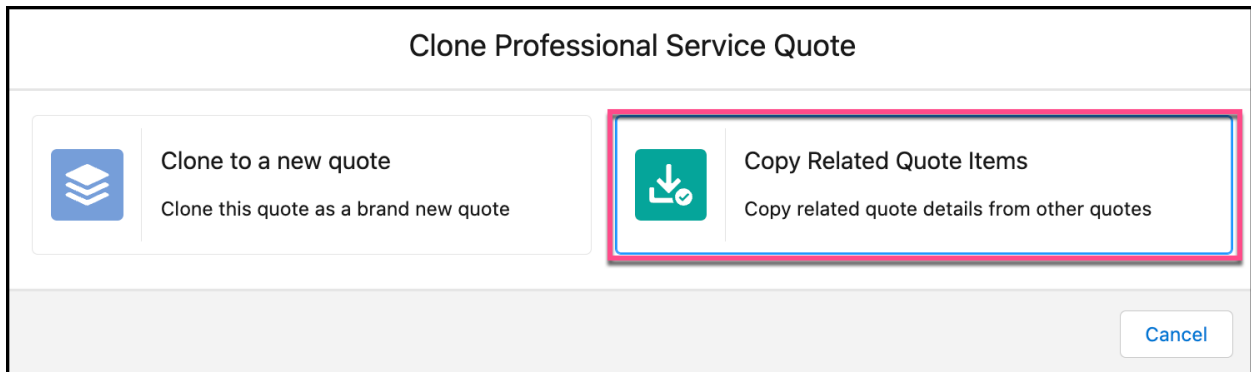 Clone Professional Service Quote
Clone to a new quote
Clone this quote as a brand new quote
Copy Related Quote Items
Copy related quote details from other quotes
Cancel